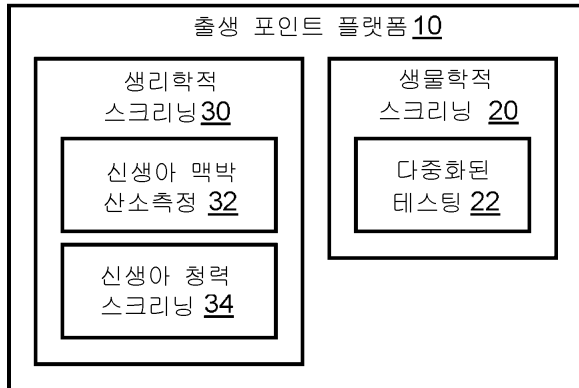 출생 포인트 플랫폼 10
생리학적
스크리닝 30
신생아 맥박
산소측정 32
신생아 청력
스크리닝 34
생물학적
스크리닝 20
다중화된
테스팅 22